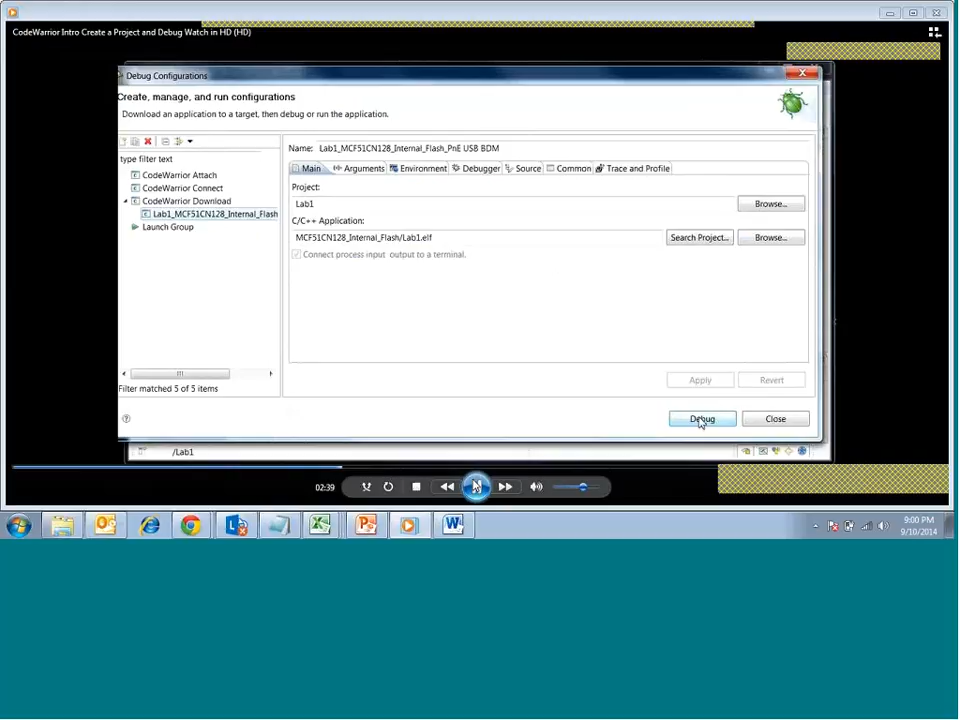 CodeWarrior Intro Create a Project and Debug Watch in HD (HD)
Debug Configurations
Create, manage, and run configurations
Download an application to a target, then debug or run the application.
type filter text
CodeWarrior Attach
CodeWarrior Connect
CodeWarrior Download
Lab1_MCF51CN128_Internal_Flash
Launch Group
Filter matched 5 of 5 items
Name: Lab1_MCF51CN128_Internal_Flash_PnE USB BDM
Main Arguments Environment Debugger Source Common Trace and Profile
Project:
Lab1 Browse...
C/C++ Application:
MCF51CN128_Internal_Flash/Lab1.elf Search Project... Browse...
Connect process input output to a terminal.
Apply Revert
Debug Close
/Lab1
02:39
9:00 PM
9/10/2014